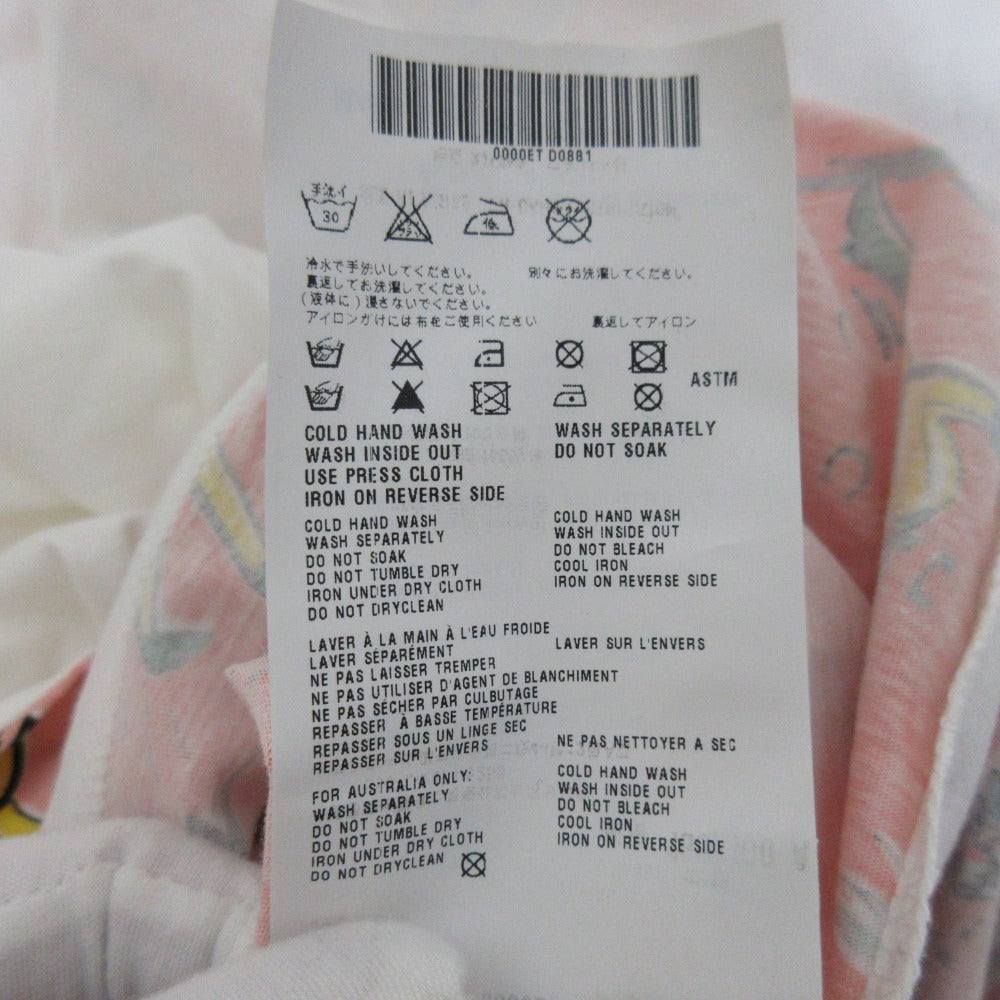 0000ET D0881
手洗イ
30
低
冷水で手洗いしてください。 別々にお洗濯してください。
裏返してお洗濯してください。
(液体に)浸さないでください。
アイロンがけには布をご使用ください 裏返してアイロン
ASTM
COLD HAND WASH WASH SEPARATELY
WASH INSIDE OUT DO NOT SOAK
USE PRESS CLOTH
IRON ON REVERSE SIDE
COLD HAND WASH COLD HAND WASH
WASH SEPARATELY WASH INSIDE OUT
DO NOT SOAK DO NOT BLEACH
DO NOT TUMBLE DRY COOL IRON
IRON UNDER DRY CLOTH IRON ON REVERSE SIDE
DO NOT DRYCLEAN
LAVER À LA MAIN À L'EAU FROIDE
LAVER SÉPARÉMENT LAVER SUR L'ENVERS
NE PAS LAISSER TREMPER
NE PAS UTILISER D'AGENT DE BLANCHIMENT
NE PAS SÉCHER PAR CULBUTAGE
REPASSER À BASSE TEMPÉRATURE
REPASSER SOUS UN LINGE SEC
REPASSER SUR L'ENVERS NE PAS NETTOYER A SEC
FOR AUSTRALIA ONLY: COLD HAND WASH
WASH SEPARATELY WASH INSIDE OUT
DO NOT SOAK DO NOT BLEACH
DO NOT TUMBLE DRY COOL IRON
IRON UNDER DRY CLOTH IRON ON REVERSE SIDE
DO NOT DRYCLEAN